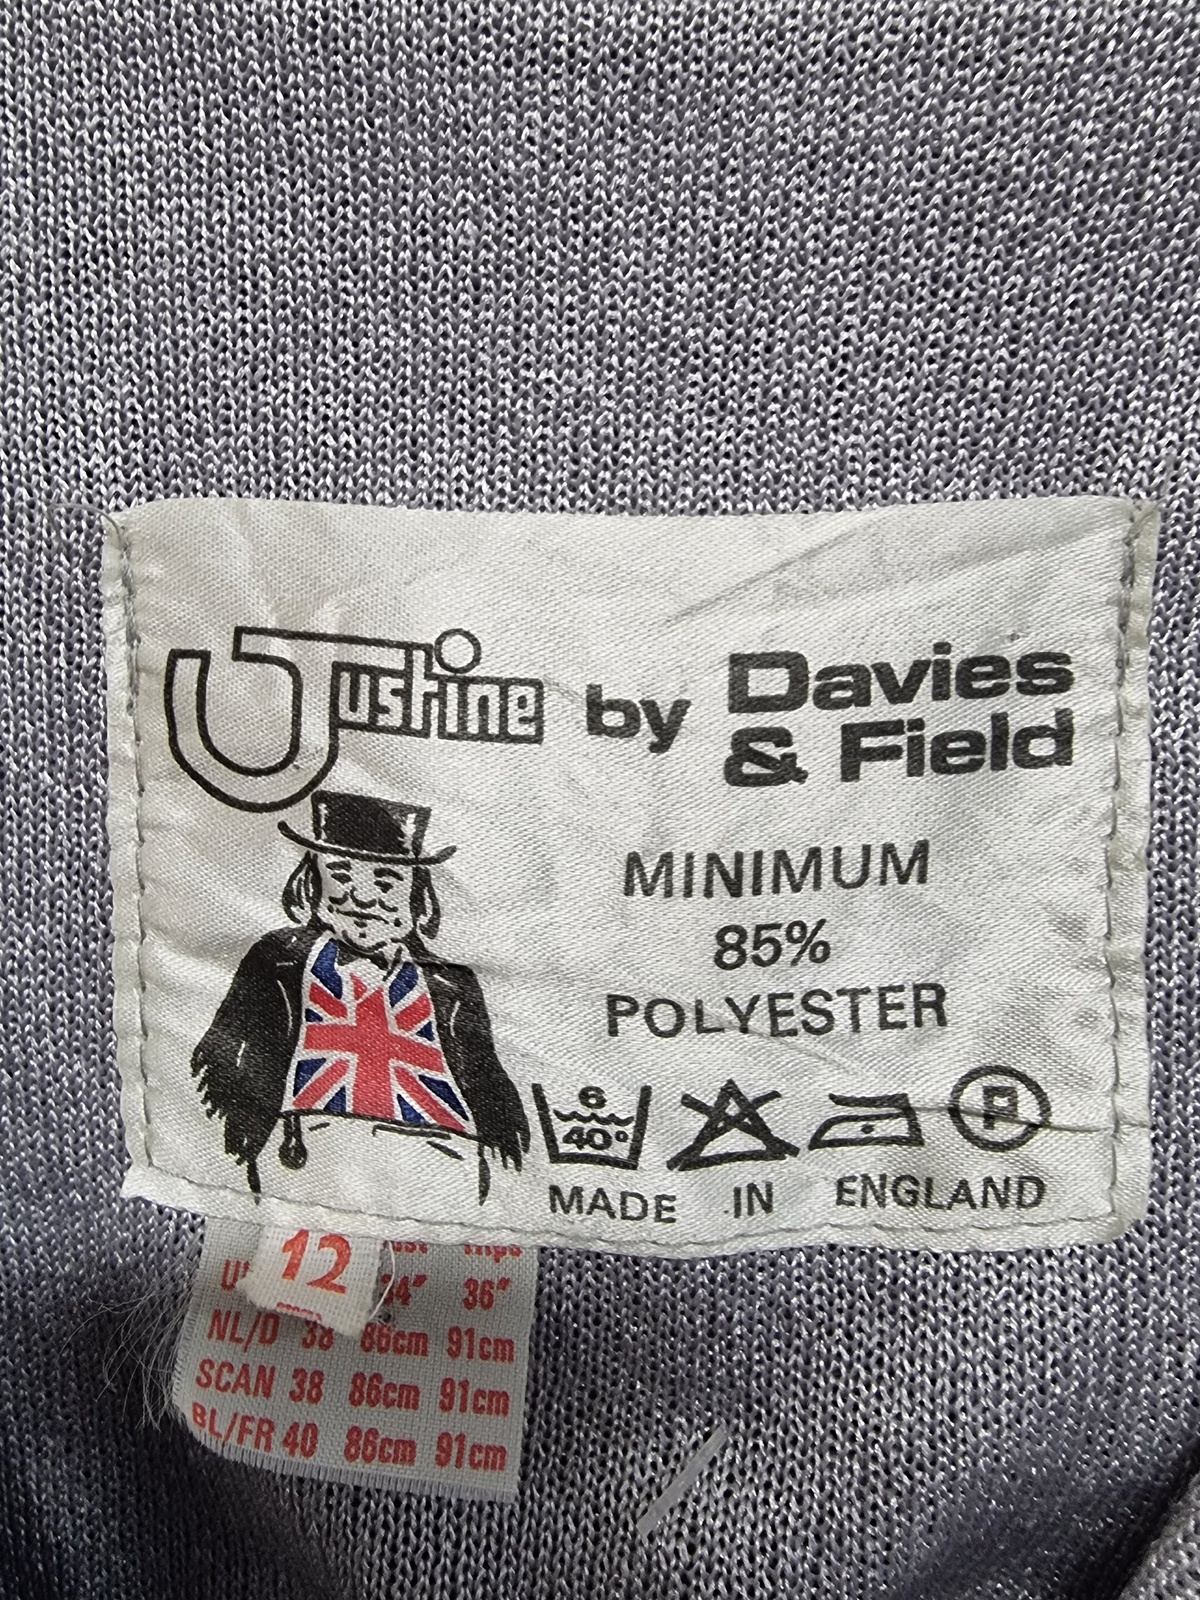 Justine by Davies
& Field
MINIMUM
85%
POLYESTER
6
40°
P
MADE IN ENGLAND
12
36"
NL/D 38 86cm 91cm
SCAN 38 86cm 91cm
BL/FR 40 86cm 91cm